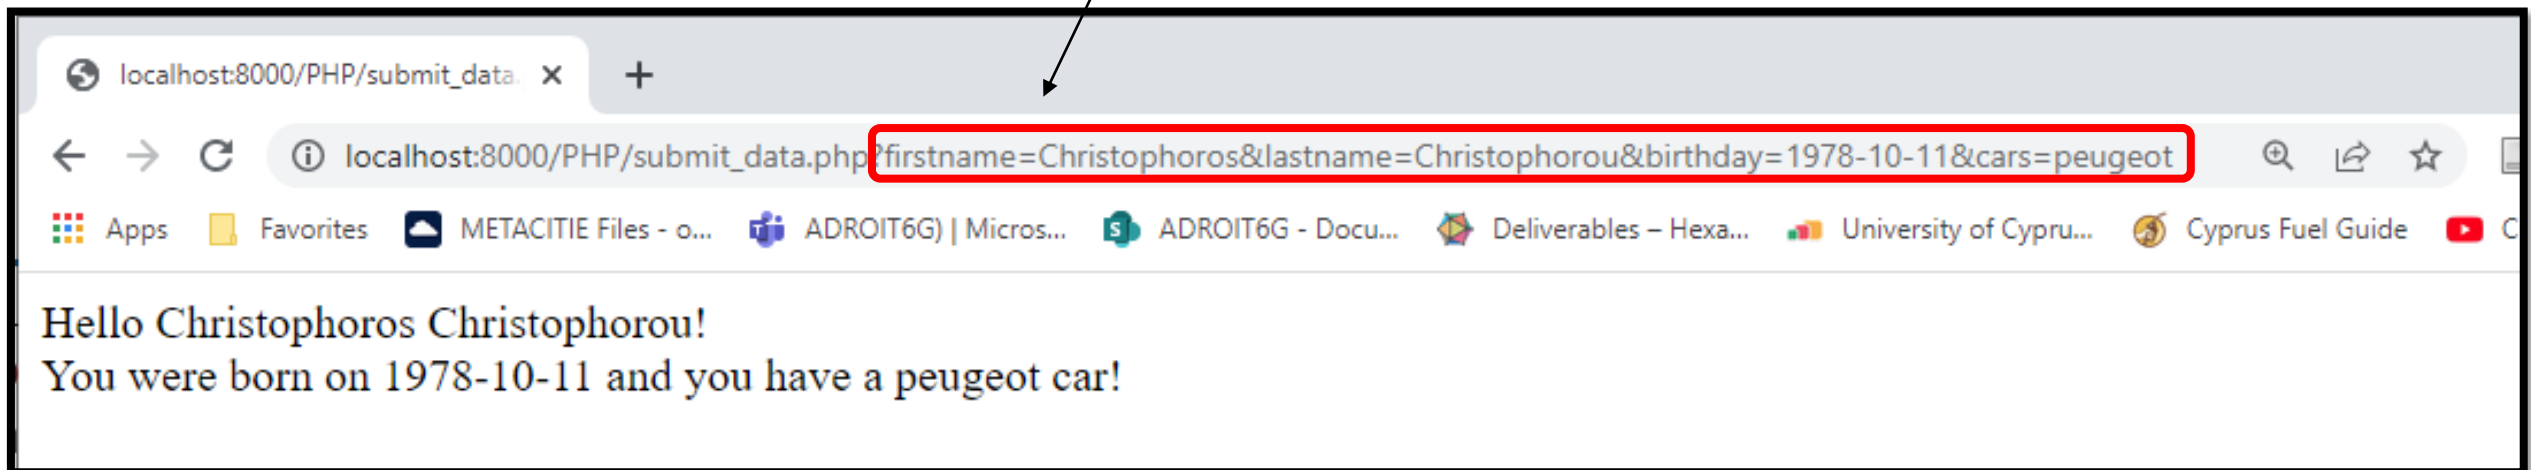 localhost:8000/PHP/submit_data.
localhost:8000/PHP/submit_data.php?firstname=Christophoros&lastname=Christophorou&birthday=1978-10-11&cars=peugeot
Apps Favorites METACITIE Files - o... ADROIT6G) | Micros... ADROIT6G - Docu... Deliverables – Hexa... University of Cypru... Cyprus Fuel Guide C
Hello Christophoros Christophorou!
You were born on 1978-10-11 and you have a peugeot car!